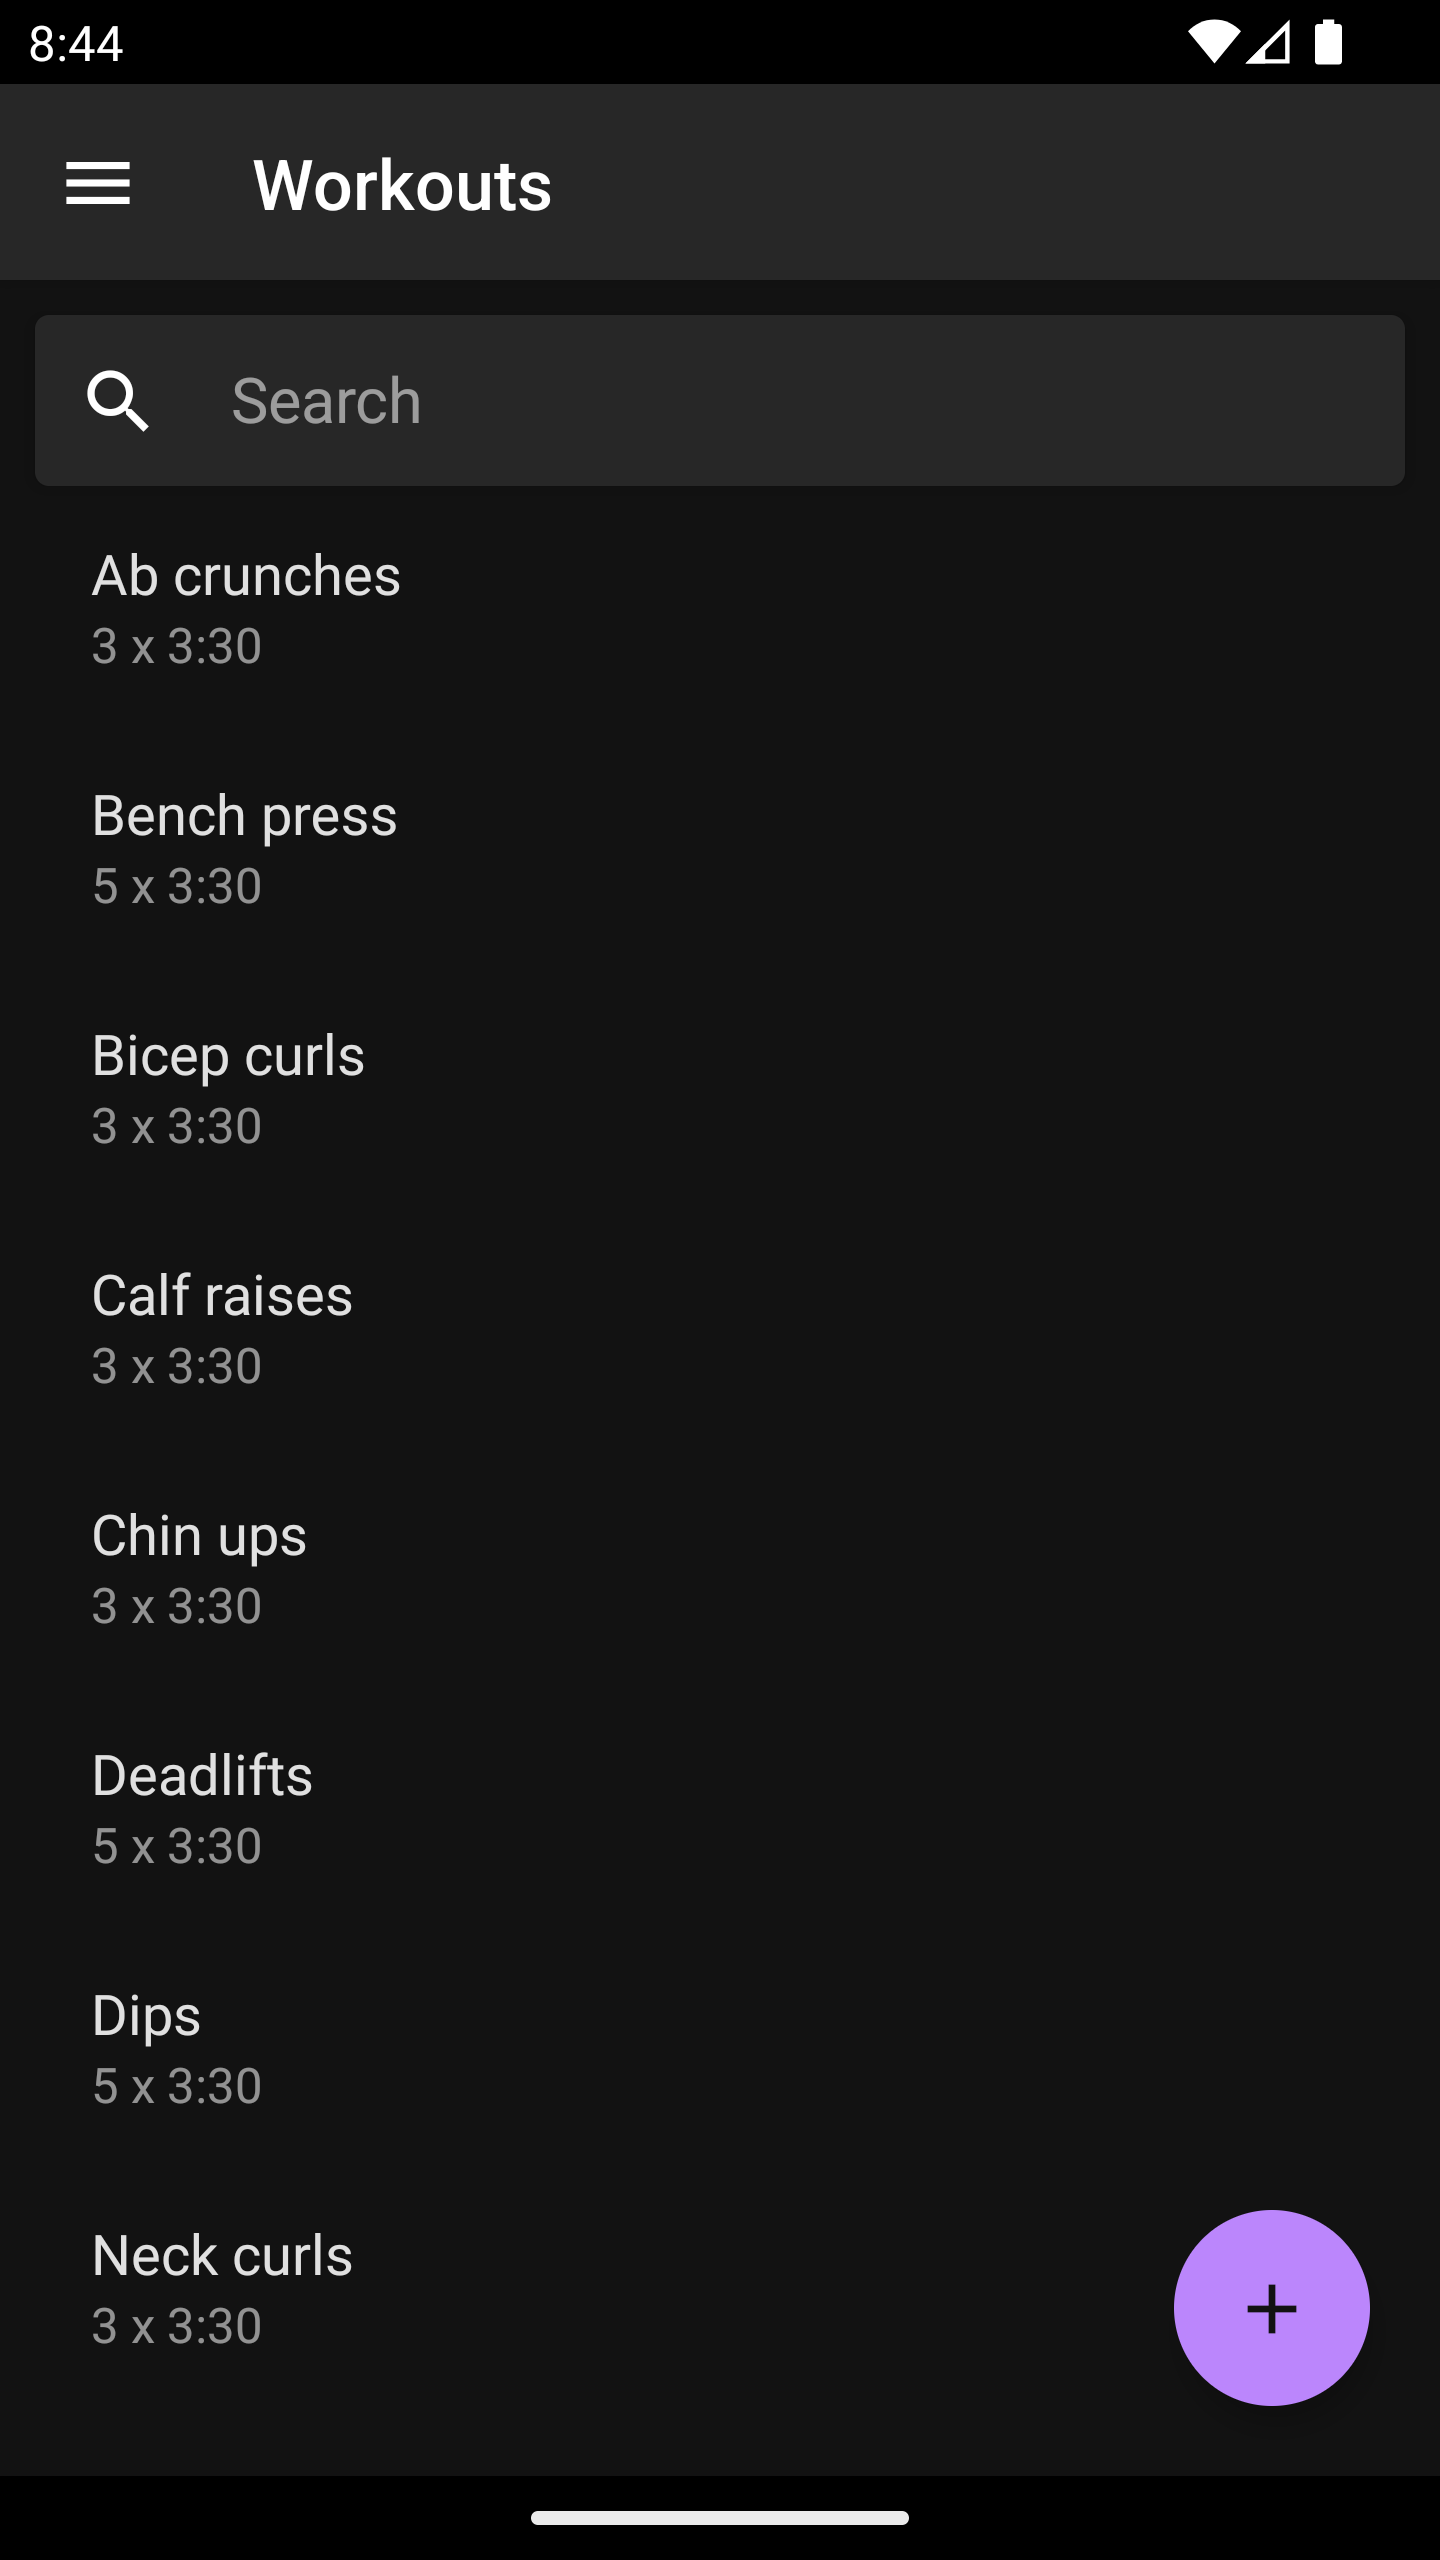 8:44
Workouts
Search
Ab crunches
3 x 3:30
Bench press
5 x 3:30
Bicep curls
3 x 3:30
Calf raises
3 x 3:30
Chin ups
3 x 3:30
Deadlifts
5 x 3:30
Dips
5 x 3:30
Neck curls
3 x 3:30